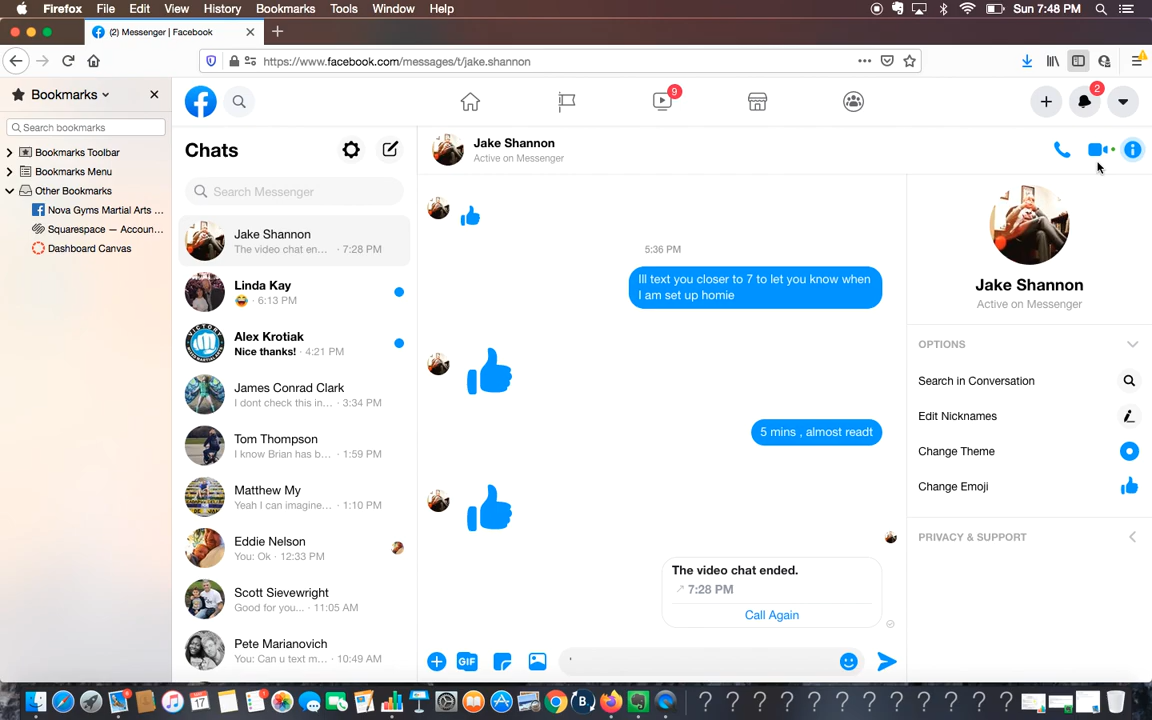 Firefox File Edit View History Bookmarks Tools Window Help Sun 7:48 PM
(2) Messenger | Facebook
https://www.facebook.com/messages/t/jake.shannon
Bookmarks
Search bookmarks
Bookmarks Toolbar
Bookmarks Menu
Other Bookmarks
Nova Gyms Martial Arts ...
Squarespace — Accoun...
Dashboard Canvas
9
2
Chats
Search Messenger
Jake Shannon
The video chat en... · 7:28 PM
Linda Kay
😂 · 6:13 PM
Alex Krotiak
Nice thanks! · 4:21 PM
James Conrad Clark
I dont check this in... · 3:34 PM
Tom Thompson
I know Brian has b... · 1:59 PM
Matthew My
Yeah I can imagine... · 1:10 PM
Eddie Nelson
You: Ok · 12:33 PM
Scott Sievewright
Good for you... · 11:05 AM
Pete Marianovich
You: Can u text m... · 10:49 AM
Jake Shannon
Active on Messenger
5:36 PM
Ill text you closer to 7 to let you know when
I am set up homie
5 mins , almost readt
The video chat ended.
7:28 PM
Call Again
GIF
'
Jake Shannon
Active on Messenger
OPTIONS
Search in Conversation
Edit Nicknames
Change Theme
Change Emoji
PRIVACY & SUPPORT